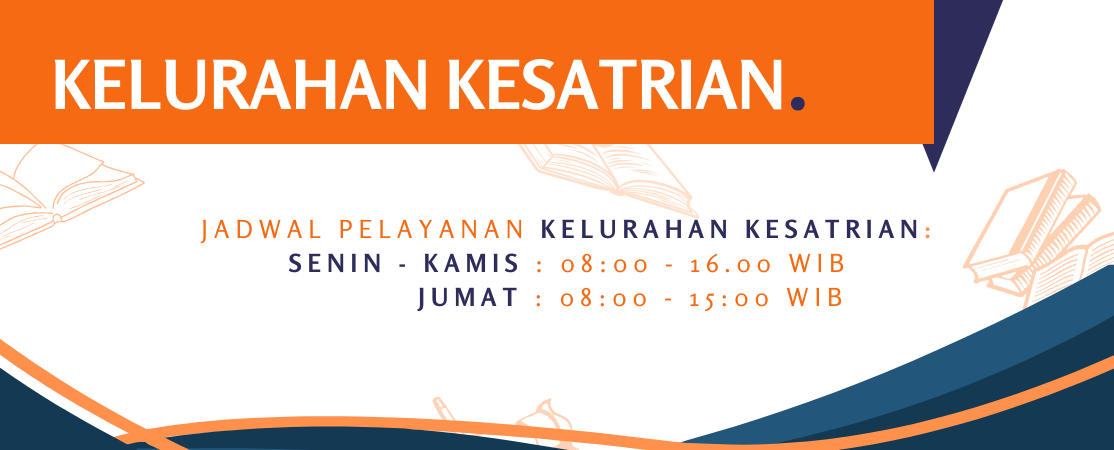 KELURAHAN KESATRIAN.
JADWAL PELAYANAN KELURAHAN KESATRIAN:
SENIN - KAMIS : 08:00 - 16.00 WIB
JUMAT : 08:00 - 15:00 WIB